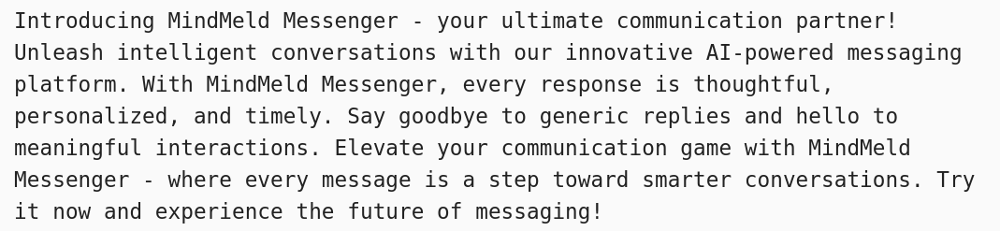 Introducing MindMeld Messenger - your ultimate communication partner!
Unleash intelligent conversations with our innovative AI-powered messaging
platform. With MindMeld Messenger, every response is thoughtful,
personalized, and timely. Say goodbye to generic replies and hello to
meaningful interactions. Elevate your communication game with MindMeld
Messenger - where every message is a step toward smarter conversations. Try
it now and experience the future of messaging!